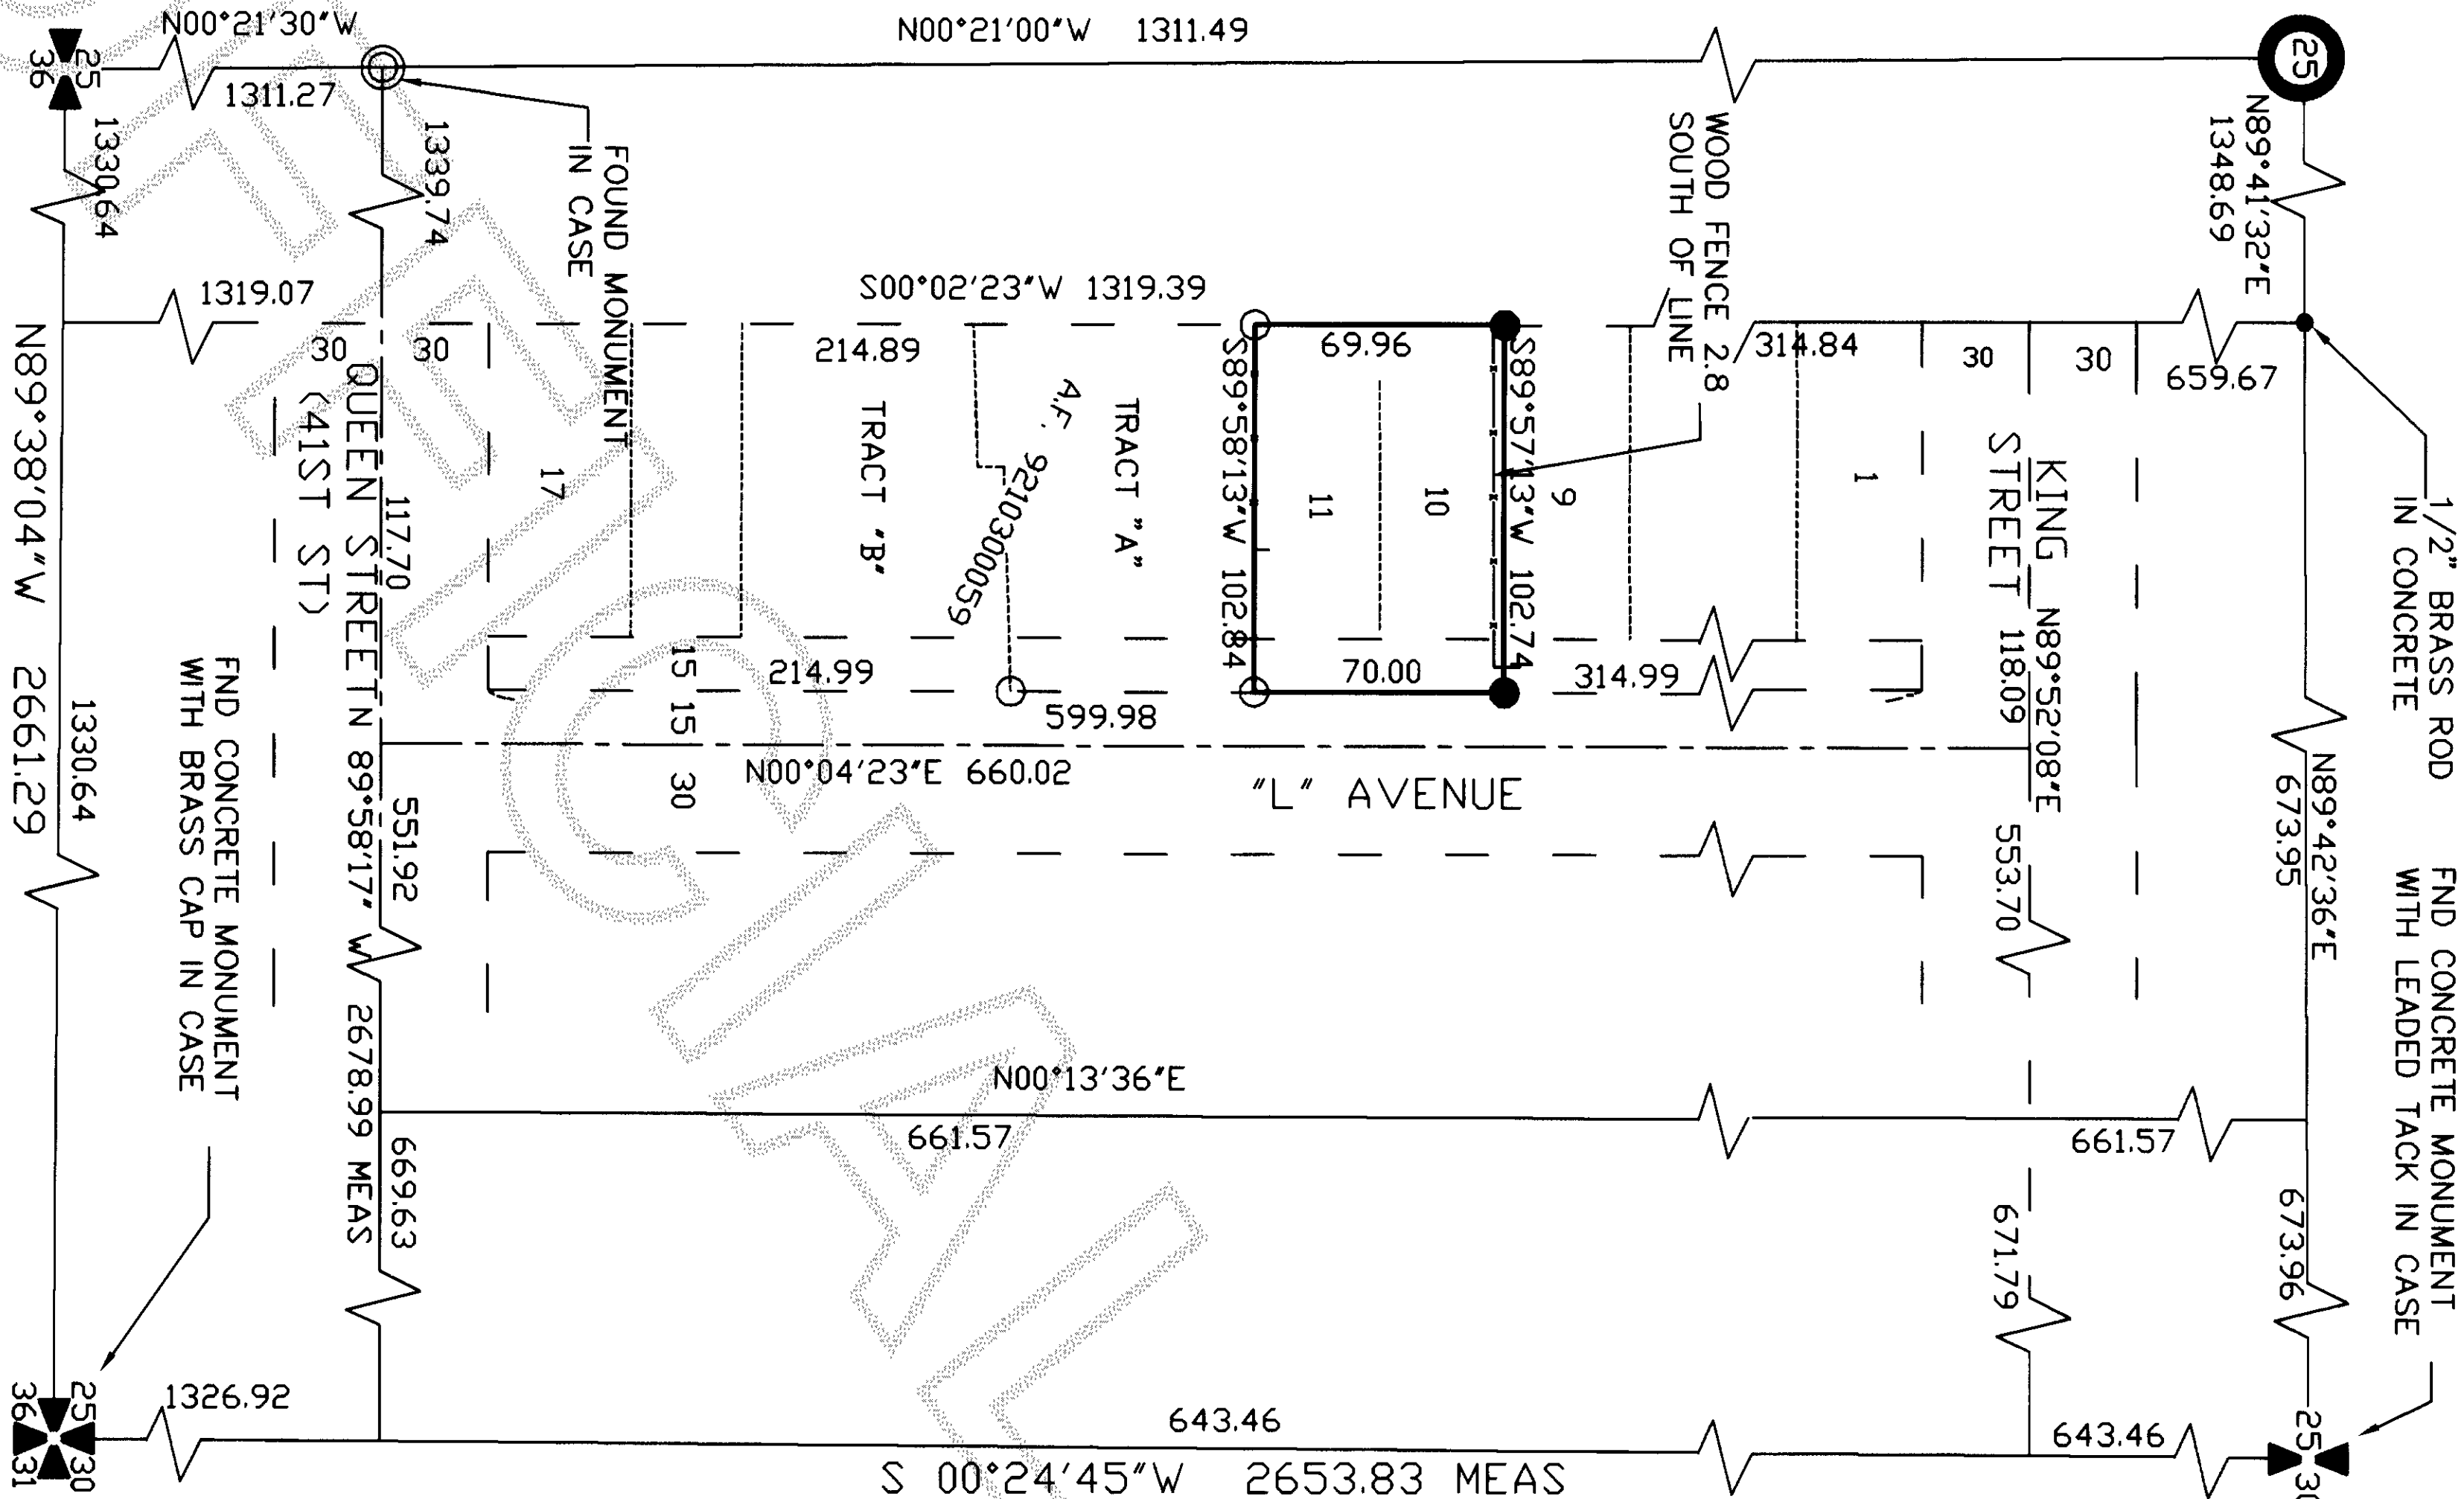 N00°21'30"W
1311.27
N00°21'00"W 1311.49
25
36
25
N89°41'32"E
1348.69
1330.64
1339.74
FOUND MONUMENT
IN CASE
WOOD FENCE 2.8
SOUTH OF LINE
1/2" BRASS ROD
IN CONCRETE
1319.07
S00°02'23"W 1319.39
30
30
214.89
69.96
314.84
30
30
659.67
QUEEN STREET
(41ST ST)
117.70
17
TRACT "B"
A.F. 9210300059
TRACT "A"
S89°58'13"W 102.84
11
10
S89°57'13"W 102.74
9
1
KING
STREET
N89°52'08"E
118.09
15
15
30
214.99
599.98
70.00
314.99
N00°04'23"E 660.02
"L" AVENUE
N89°38'04"W 2661.29
1330.64
FND CONCRETE MONUMENT
WITH BRASS CAP IN CASE
N 89°58'17" W 2678.99 MEAS
551.92
669.63
553.70
671.79
N89°42'36"E
673.95
673.96
FND CONCRETE MONUMENT
WITH LEADED TACK IN CASE
N00°13'36"E
661.57
661.57
25
30
36
31
1326.92
643.46
643.46
25
30
S 00°24'45"W 2653.83 MEAS